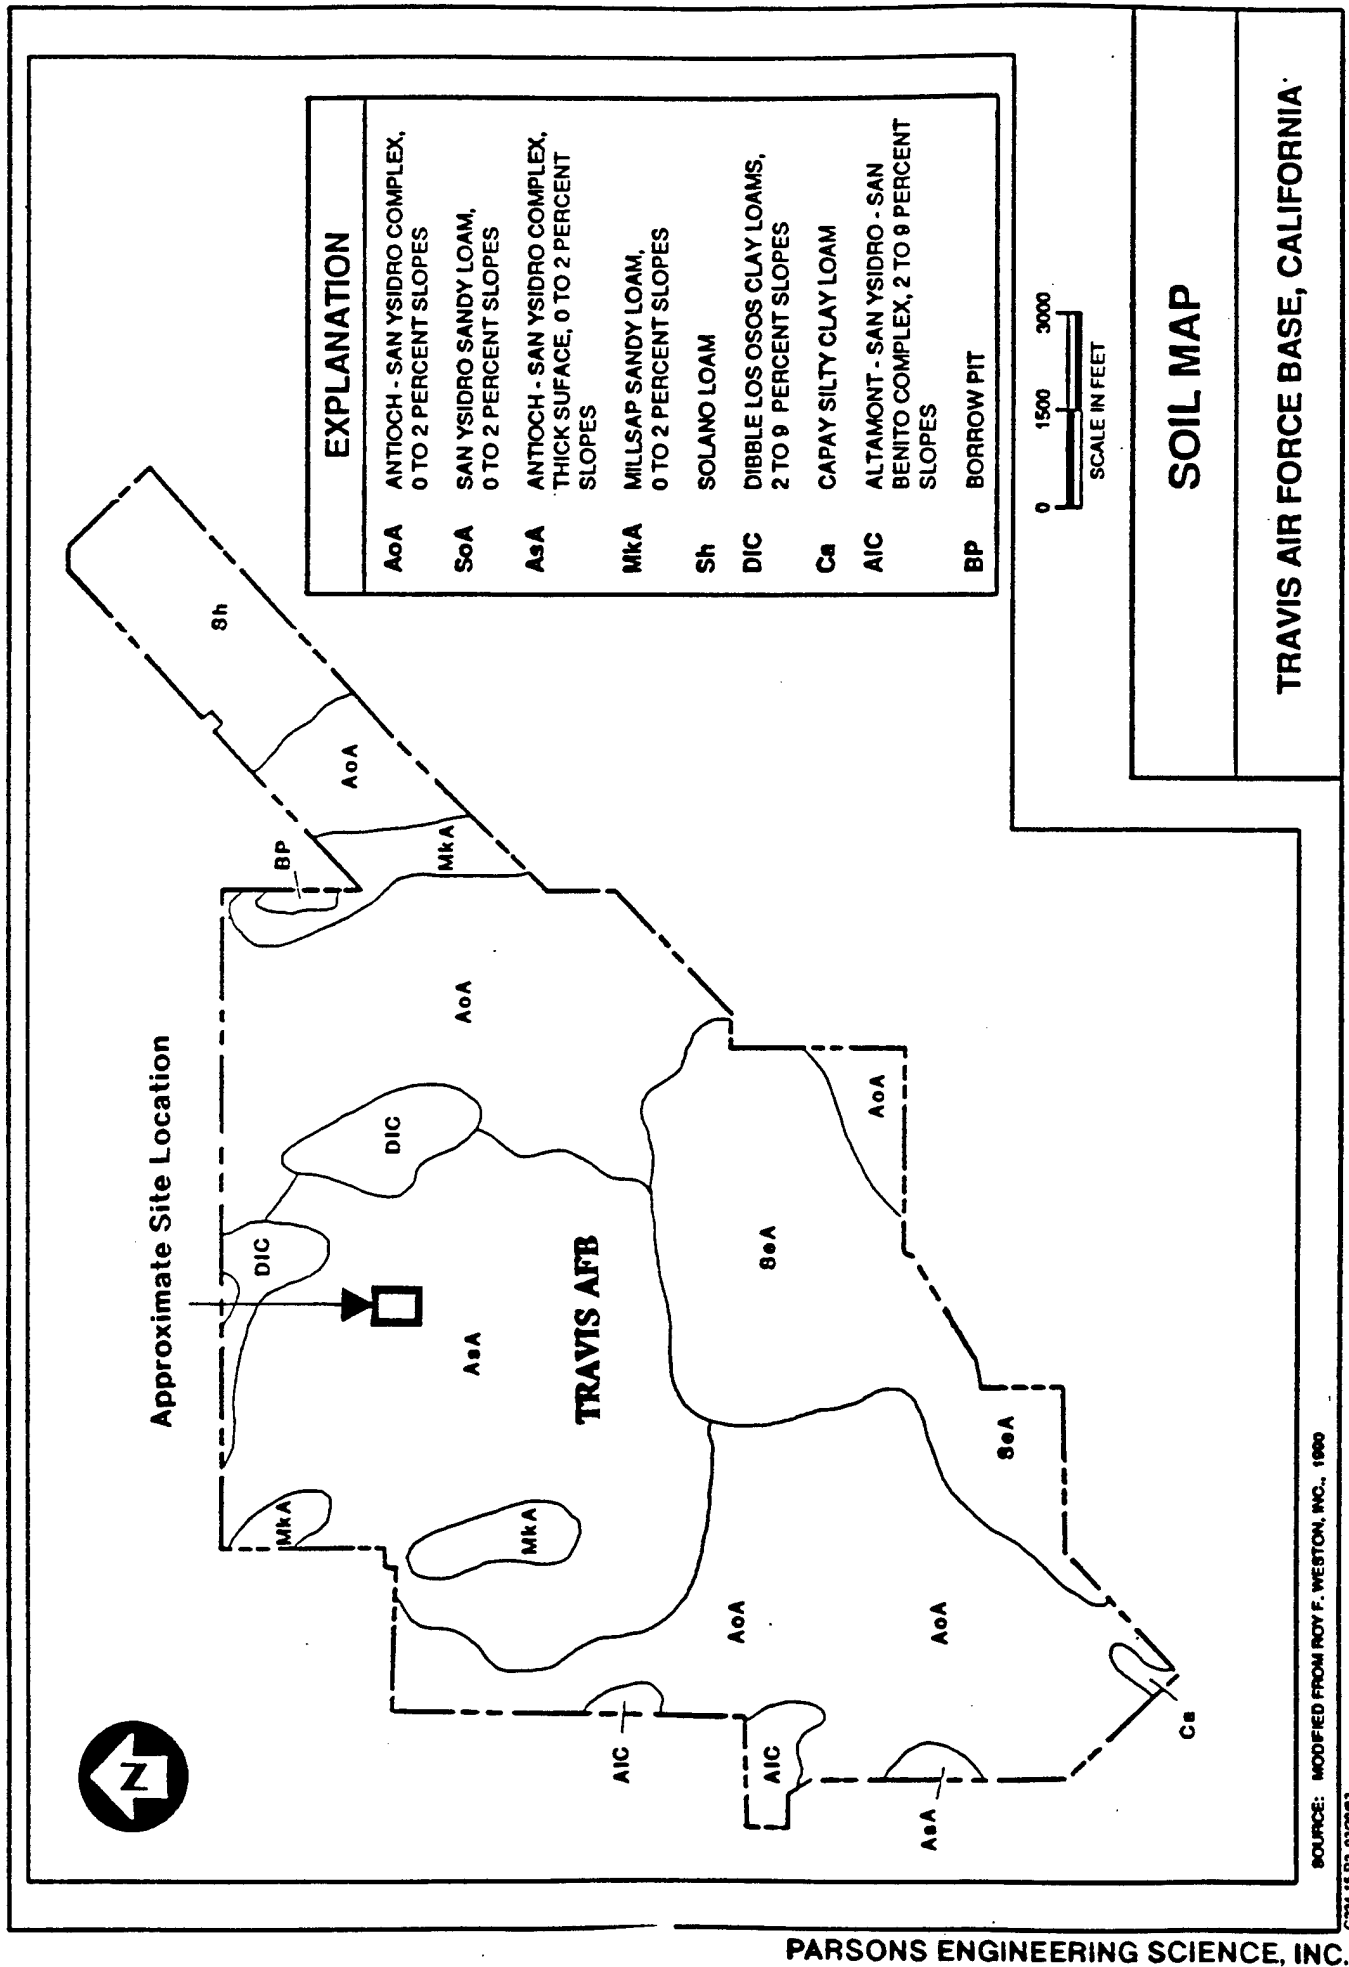 EXPLANATION
AoA ANTIOCH - SAN YSIDRO COMPLEX,
0 TO 2 PERCENT SLOPES
SoA SAN YSIDRO SANDY LOAM,
0 TO 2 PERCENT SLOPES
AsA ANTIOCH - SAN YSIDRO COMPLEX,
THICK SUFACE, 0 TO 2 PERCENT
SLOPES
MkA MILLSAP SANDY LOAM,
0 TO 2 PERCENT SLOPES
Sh SOLANO LOAM
DIC DIBBLE LOS OSOS CLAY LOAMS,
2 TO 9 PERCENT SLOPES
Ca CAPAY SILTY CLAY LOAM
AIC ALTAMONT - SAN YSIDRO - SAN
BENITO COMPLEX, 2 TO 9 PERCENT
SLOPES
BP BORROW PIT
0 1500 3000
SCALE IN FEET
Approximate Site Location
N
Sh
AoA
BP
MkA
AoA
DIC
DIC
AsA
TRAVIS AFB
MkA
MkA
SoA
AoA
SoA
AoA
AoA
AIC
AIC
AsA
Ca
SOIL MAP
TRAVIS AIR FORCE BASE, CALIFORNIA
SOURCE: MODIFIED FROM ROY F. WESTON, INC., 1990
PARSONS ENGINEERING SCIENCE, INC.